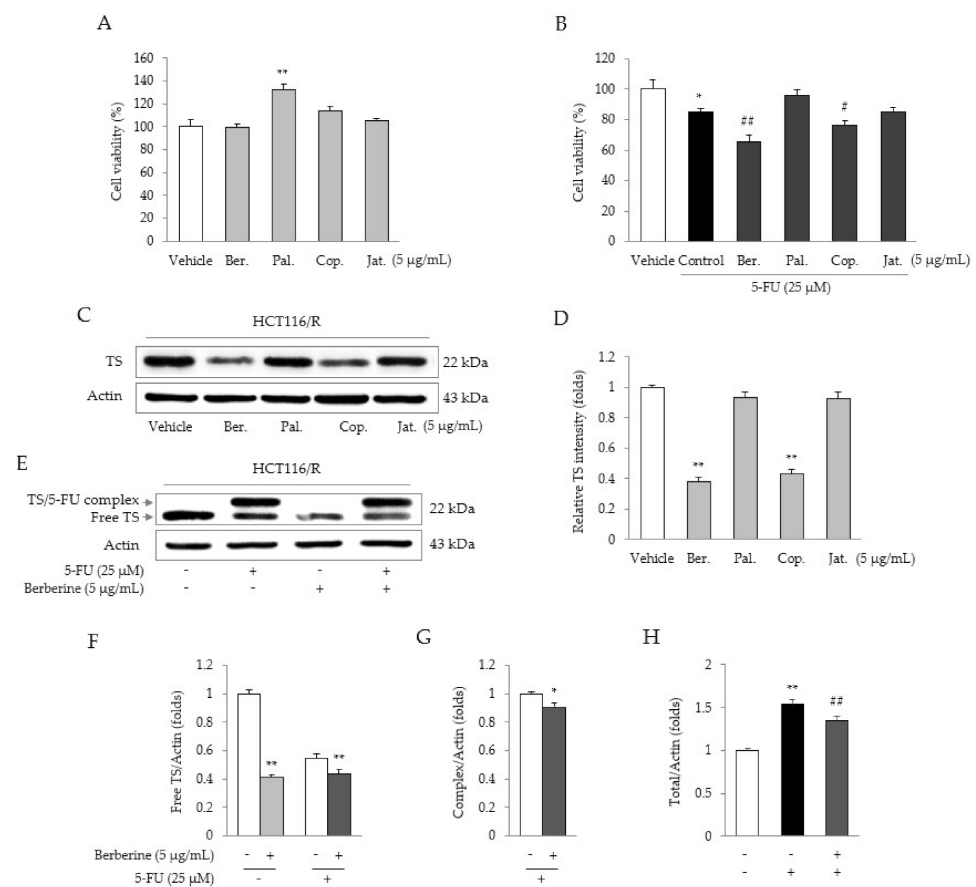 A
B
160
140
120
100
80
60
40
20
0
Cell viability (%)
**
Vehicle Ber. Pal. Cop. Jat. (5 µg/mL)
120
100
80
60
40
20
0
Cell viability (%)
*
##
#
Vehicle Control Ber. Pal. Cop. Jat. (5 µg/mL)
5-FU (25 µM)
C
HCT116/R
TS
22 kDa
Actin
43 kDa
Vehicle Ber. Pal. Cop. Jat. (5 µg/mL)
D
1.2
1
0.8
0.6
0.4
0.2
0
Relative TS intensity (folds)
**
**
Vehicle Ber. Pal. Cop. Jat. (5 µg/mL)
E
HCT116/R
TS/5-FU complex
Free TS
22 kDa
Actin
43 kDa
5-FU (25 µM) - + - +
Berberine (5 µg/mL) - - + +
F
1.2
1
0.8
0.6
0.4
0.2
0
Free TS/Actin (folds)
**
**
Berberine (5 µg/mL) - + - +
5-FU (25 µM) - +
G
1.2
1
0.8
0.6
0.4
0.2
0
Complex/Actin (folds)
*
- +
+
H
2
1.5
1
0.5
0
Total/Actin (folds)
**
##
- - +
- + +